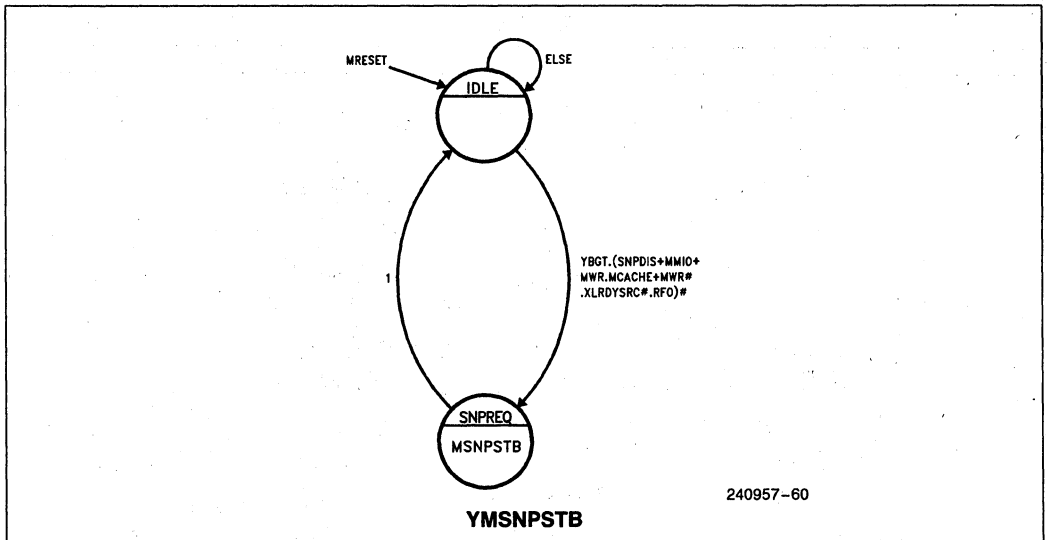 MRESET
ELSE
IDLE
YBGT.(SNPDIS+MMIO+
MWR.MCACHE+MWR#
.XLRDYSRC#.RFO)#
1
SNPREQ
MSNPSTB
240957-60
YMSNPSTB